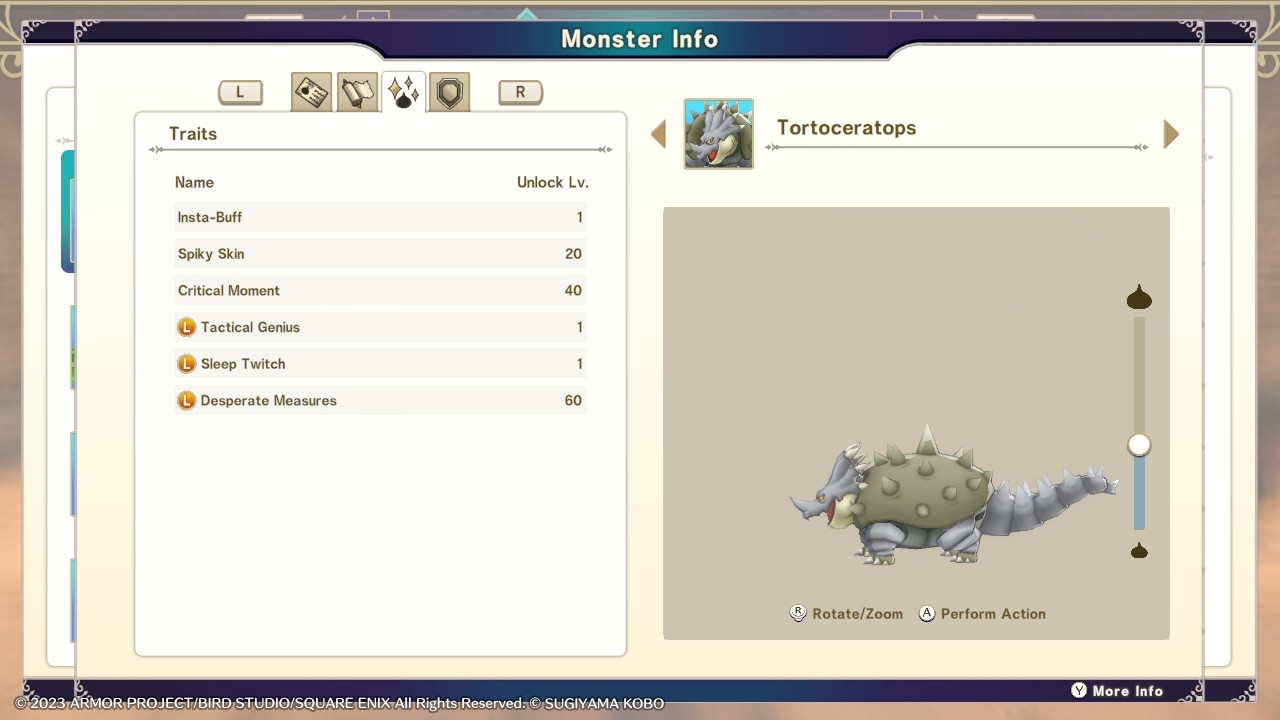 Monster Info
L
R
Traits
Name Unlock Lv.
Insta-Buff 1
Spiky Skin 20
Critical Moment 40
L Tactical Genius 1
L Sleep Twitch 1
L Desperate Measures 60
Tortoceratops
R Rotate/Zoom A Perform Action
Y More Info
© 2023 ARMOR PROJECT/BIRD STUDIO/SQUARE ENIX All Rights Reserved. © SUGIYAMA KOBO